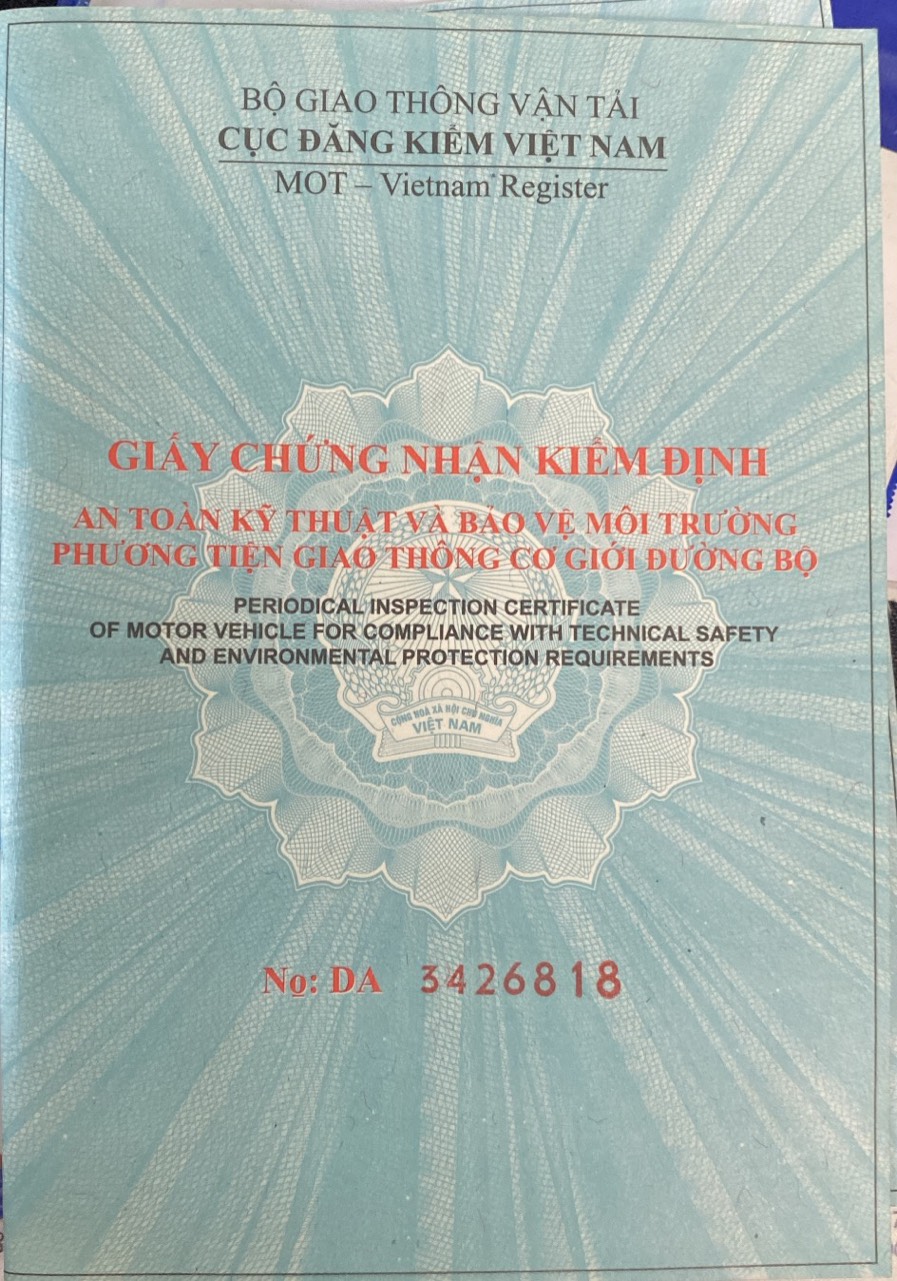 BỘ GIAO THÔNG VẬN TẢI
CỤC ĐĂNG KIỂM VIỆT NAM
MOT – Vietnam Register
GIẤY CHỨNG NHẬN KIỂM ĐỊNH
AN TOÀN KỸ THUẬT VÀ BẢO VỆ MÔI TRƯỜNG
PHƯƠNG TIỆN GIAO THÔNG CƠ GIỚI ĐƯỜNG BỘ
PERIODICAL INSPECTION CERTIFICATE
OF MOTOR VEHICLE FOR COMPLIANCE WITH TECHNICAL SAFETY
AND ENVIRONMENTAL PROTECTION REQUIREMENTS
CỘNG HOÀ XÃ HỘI CHỦ NGHĨA
VIỆT NAM
No: DA 3426818